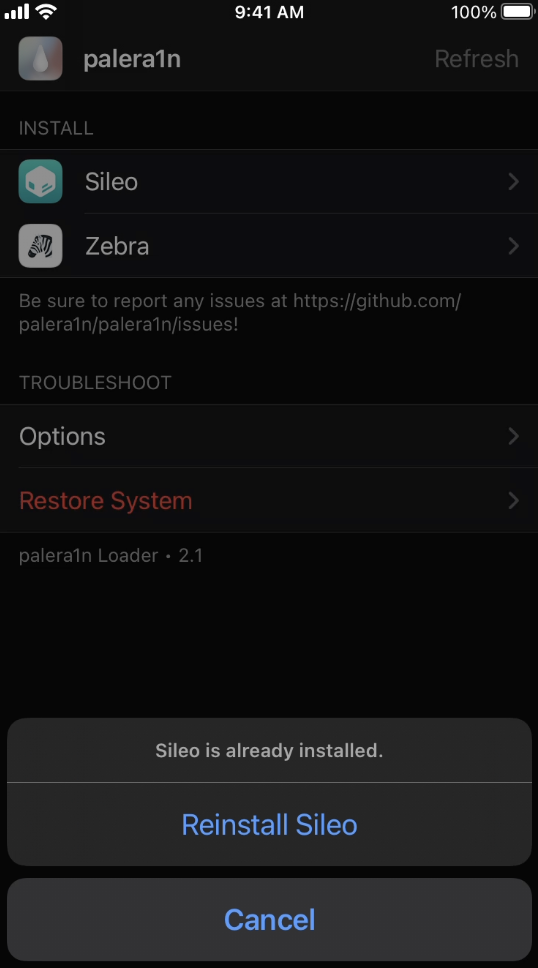 9:41 AM
100%
palera1n
Refresh
INSTALL
Sileo
Zebra
Be sure to report any issues at https://github.com/
palera1n/palera1n/issues!
TROUBLESHOOT
Options
Restore System
palera1n Loader • 2.1
Sileo is already installed.
Reinstall Sileo
Cancel